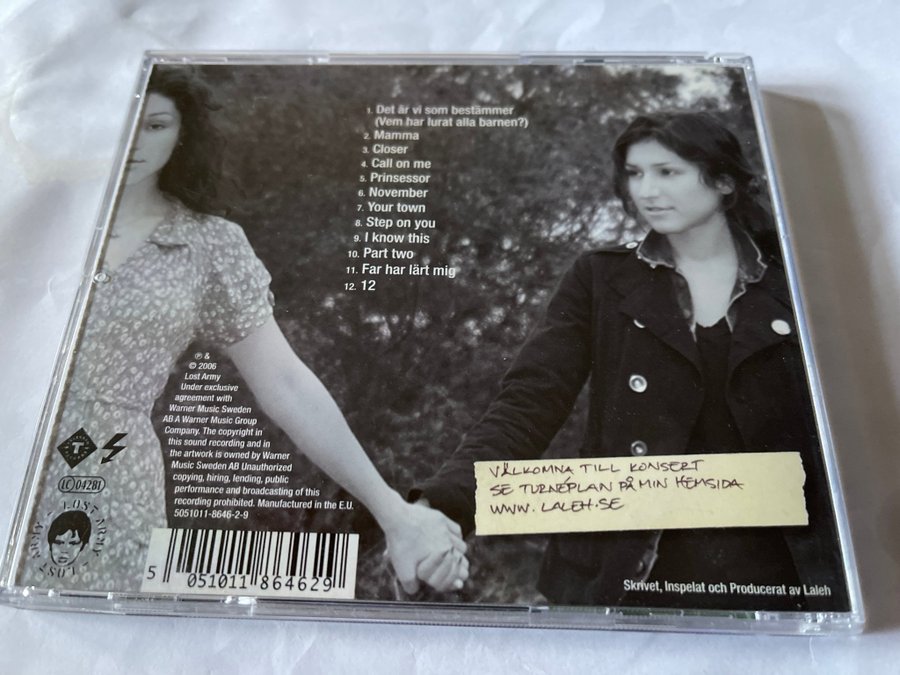 1. Det är vi som bestämmer
(Vem har lurat alla barnen?)
2. Mamma
3. Closer
4. Call on me
5. Prinsessor
6. November
7. Your town
8. Step on you
9. I know this
10. Part two
11. Far har lärt mig
12. 12
℗ &
© 2006
Lost Army
Under exclusive
agreement with
Warner Music Sweden
AB A Warner Music Group
Company. The copyright in
this sound recording and in
the artwork is owned by Warner
Music Sweden AB Unauthorized
copying, hiring, lending, public
performance and broadcasting of this
recording prohibited. Manufactured in the E.U.
5051011-8646-2-9
T
LC 04281
LOST ARMY - LOST ARMY -
5 051011 864629
VÄLKOMNA TILL KONSERT
SE TURNÉPLAN PÅ MIN HEMSIDA
WWW.LALEH.SE
Skrivet, Inspelat och Producerat av Laleh